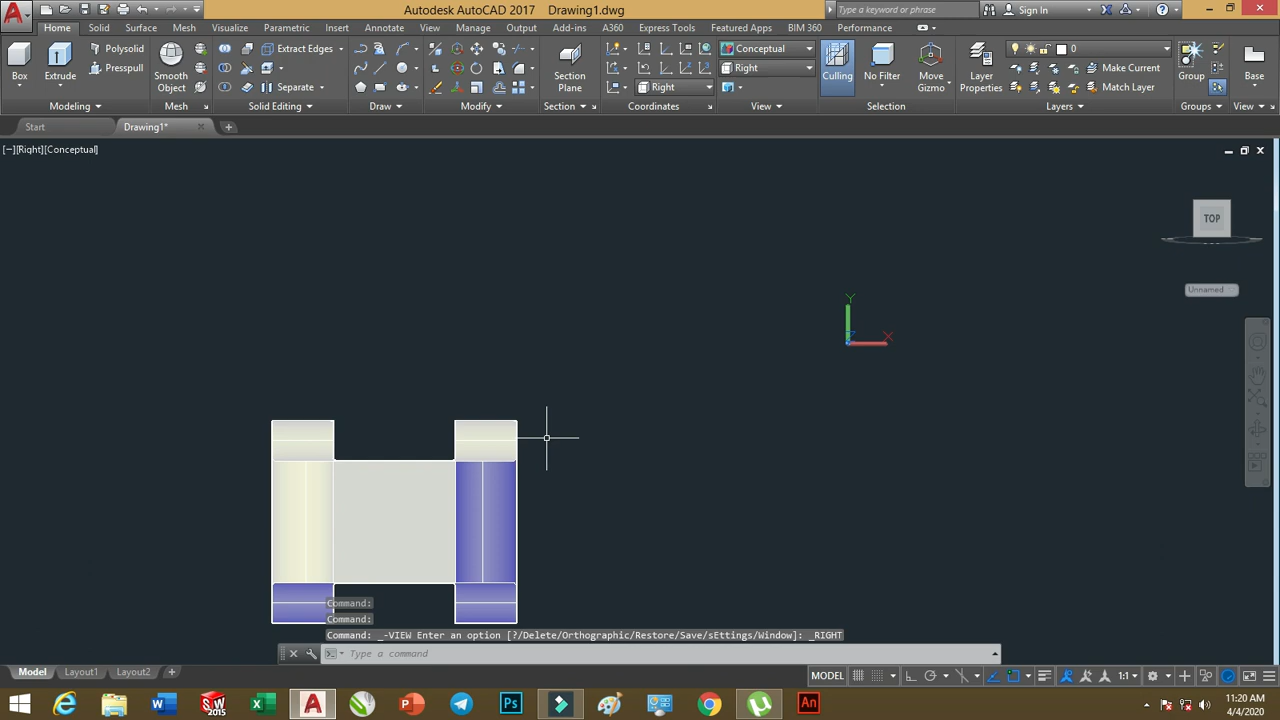 Autodesk AutoCAD 2017 Drawing1.dwg
Type a keyword or phrase
Sign In
Home Solid Surface Mesh Visualize Parametric Insert Annotate View Manage Output Add-ins A360 Express Tools Featured Apps BIM 360 Performance
Box
Extrude
Polysolid
Presspull
Smooth Object
Extract Edges
Separate
Section Plane
Conceptual
Right
Right
Culling
No Filter
Move Gizmo
Layer Properties
0
Make Current
Match Layer
Group
Base
Modeling
Mesh
Solid Editing
Draw
Modify
Section
Coordinates
View
Selection
Layers
Groups
View
Start
Drawing1*
[−][Right][Conceptual]
TOP
Unnamed
Y
X
Command:
Command:
Command: _-VIEW Enter an option [?/Delete/Orthographic/Restore/Save/sEttings/Window]: _RIGHT
Type a command
Model Layout1 Layout2
MODEL
1:1
2015
11:20 AM
4/4/2020